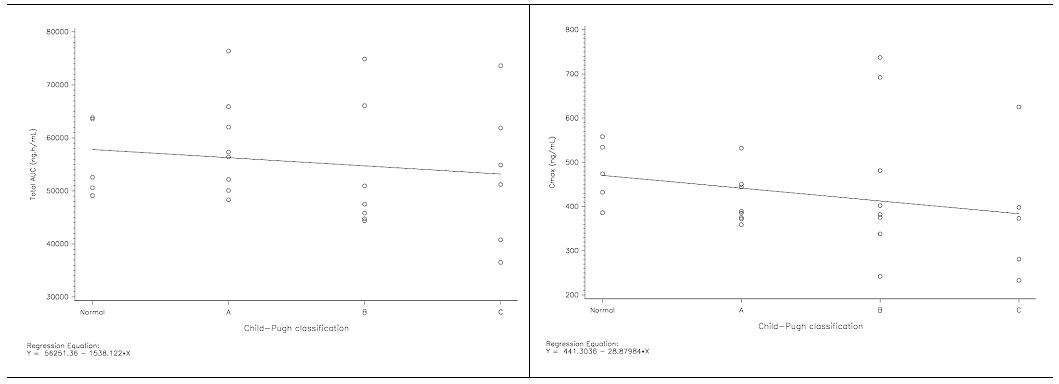 80000
70000
60000
50000
40000
30000
Total AUC (ng.h/mL)
Normal A B C
Child-Pugh classification
Regression Equation:
Y = 56251.36 - 1538.122*X
800
700
600
500
400
300
200
Cmax (ng/mL)
Normal A B C
Child-Pugh classification
Regression Equation:
Y = 441.3036 - 28.87984*X